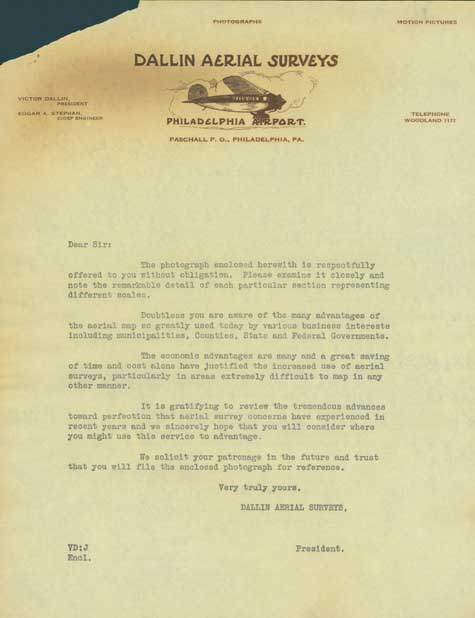 PHOTOGRAPHS
MOTION PICTURES
DALLIN AERIAL SURVEYS
VICTOR DALLIN,
PRESIDENT
EDGAR A. STEPHAN,
CHIEF ENGINEER
PHILADELPHIA AIRPORT.
TELEPHONE
WOODLAND 7177
PASCHALL P. O., PHILADELPHIA, PA.
Dear Sir:
The photograph enclosed herewith is respectfully
offered to you without obligation. Please examine it closely and
note the remarkable detail of each particular section representing
different scales.
Doubtless you are aware of the many advantages of
the aerial map so greatly used today by various business interests
including municipalities, Counties, State and Federal Governments.
The economic advantages are many and a great saving
of time and cost alone have justified the increased use of aerial
surveys, particularly in areas extremely difficult to map in any
other manner.
It is gratifying to review the tremendous advances
toward perfection that aerial survey concerns have experienced in
recent years and we sincerely hope that you will consider where
you might use this service to advantage.
We solicit your patronage in the future and trust
that you will file the enclosed photograph for reference.
Very truly yours,
DALLIN AERIAL SURVEYS,
VD:J
President.
Encl.